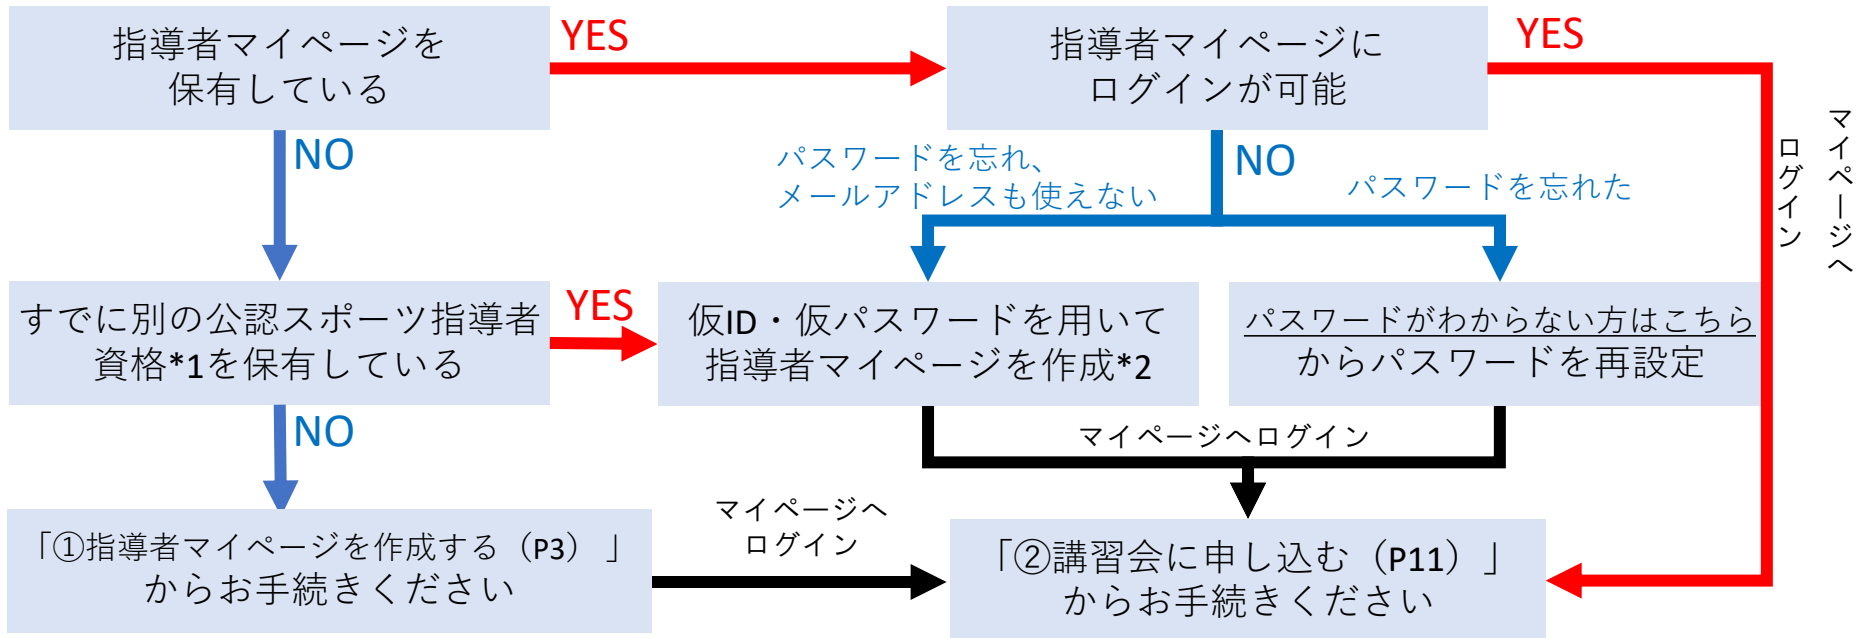 指導者マイページを
保有している
YES
指導者マイページに
ログインが可能
YES
マイページへ
ログイン
NO
パスワードを忘れ、
メールアドレスも使えない
NO
パスワードを忘れた
すでに別の公認スポーツ指導者
資格*1を保有している
YES
仮ID・仮パスワードを用いて
指導者マイページを作成*2
パスワードがわからない方はこちら
からパスワードを再設定
NO
マイページへログイン
「①指導者マイページを作成する（P3）」
からお手続きください
マイページへ
ログイン
「②講習会に申し込む（P11）」
からお手続きください